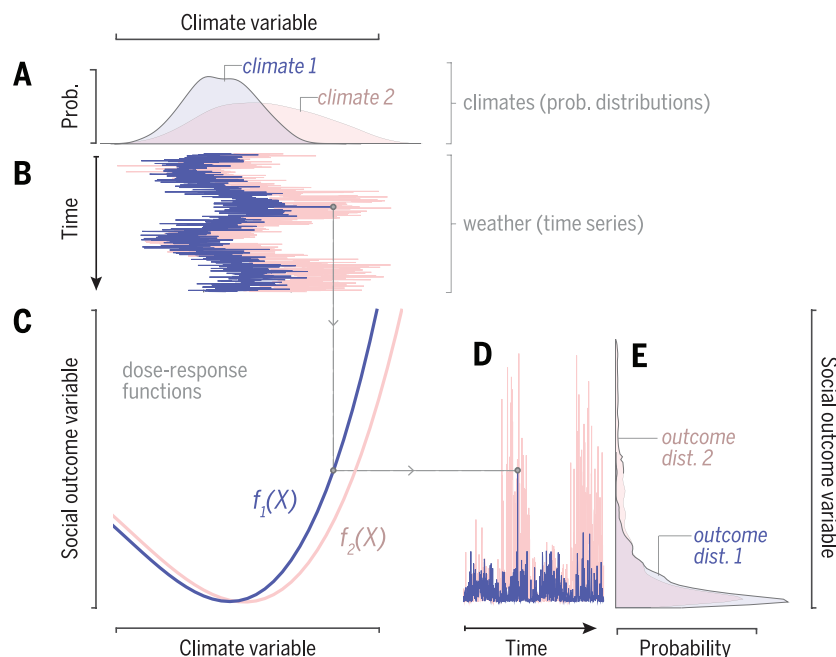 Climate variable
A
Prob.
climate 1
climate 2
climates (prob. distributions)
B
Time
weather (time series)
C
Social outcome variable
dose-response
functions
f1(X)
f2(X)
Climate variable
D
Time
E
outcome
dist. 2
outcome
dist. 1
Probability
Social outcome variable